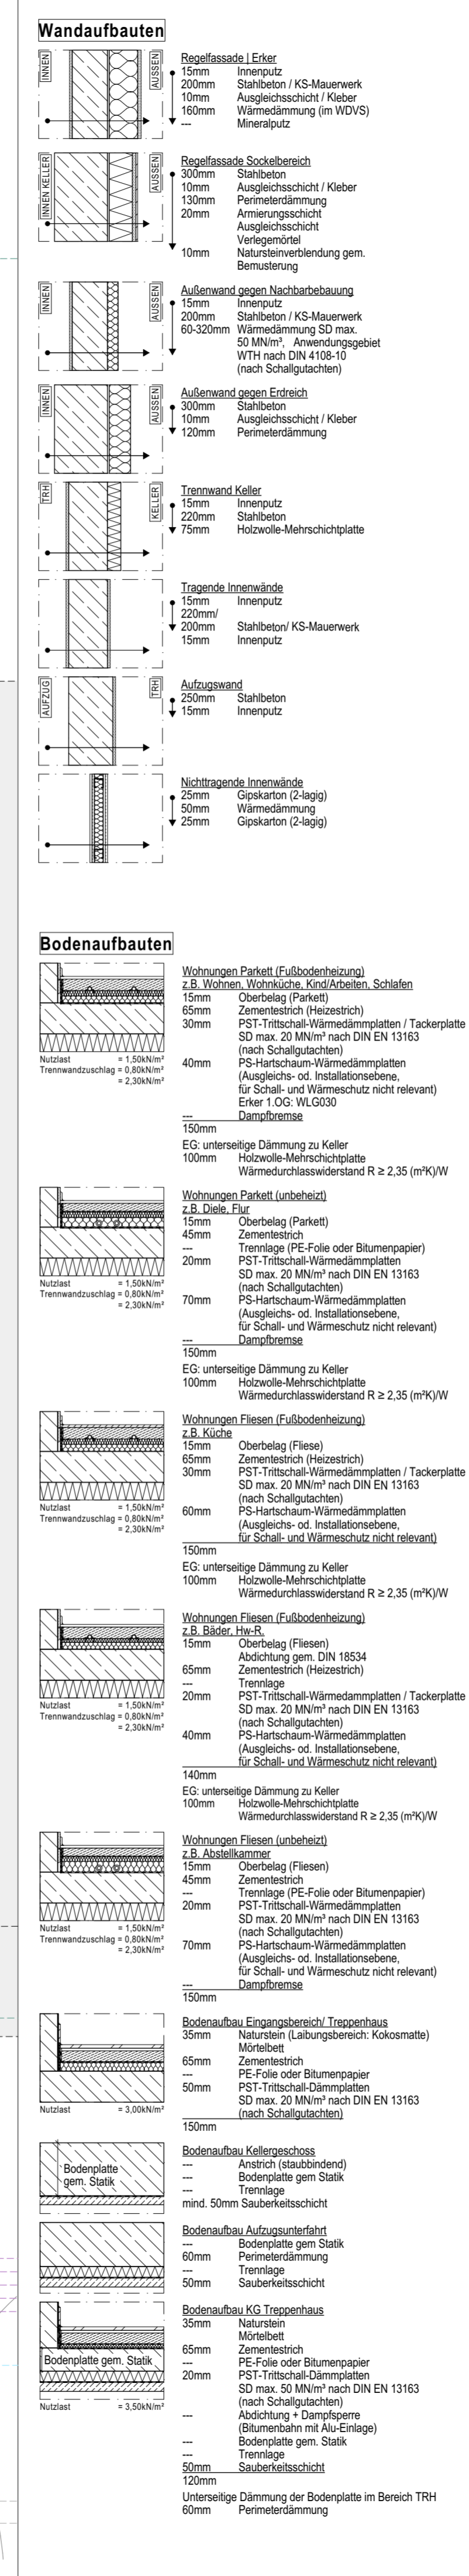 Wandaufbauten
INNEN
AUSSEN
Regelfassade | Erker
15mm Innenputz
200mm Stahlbeton / KS-Mauerwerk
10mm Ausgleichsschicht / Kleber
160mm Wärmedämmung (im WDVS)
--- Mineralputz
INNEN KELLER
AUSSEN
Regelfassade Sockelbereich
300mm Stahlbeton
10mm Ausgleichsschicht / Kleber
130mm Perimeterdämmung
20mm Armierungsschicht
Ausgleichsschicht
Verlegemörtel
10mm Natursteinverblendung gem.
Bemusterung
INNEN
AUSSEN
Außenwand gegen Nachbarbebauung
15mm Innenputz
200mm Stahlbeton / KS-Mauerwerk
60-320mm Wärmedämmung SD max.
50 MN/m³, Anwendungsgebiet
WTH nach DIN 4108-10
(nach Schallgutachten)
INNEN
AUSSEN
Außenwand gegen Erdreich
300mm Stahlbeton
10mm Ausgleichsschicht / Kleber
120mm Perimeterdämmung
TRH
KELLER
Trennwand Keller
15mm Innenputz
220mm Stahlbeton
75mm Holzwolle-Mehrschichtplatte
Tragende Innenwände
15mm Innenputz
220mm/
200mm Stahlbeton/ KS-Mauerwerk
15mm Innenputz
AUFZUG
TRH
Aufzugswand
250mm Stahlbeton
15mm Innenputz
Nichttragende Innenwände
25mm Gipskarton (2-lagig)
50mm Wärmedämmung
25mm Gipskarton (2-lagig)
Bodenaufbauten
Nutzlast = 1,50kN/m²
Trennwandzuschlag = 0,80kN/m²
= 2,30kN/m²
Wohnungen Parkett (Fußbodenheizung)
z.B. Wohnen, Wohnküche, Kind/Arbeiten, Schlafen
15mm Oberbelag (Parkett)
65mm Zementestrich (Heizestrich)
30mm PST-Trittschall-Wärmedämmplatten / Tackerplatte
SD max. 20 MN/m³ nach DIN EN 13163
(nach Schallgutachten)
40mm PS-Hartschaum-Wärmedämmplatten
(Ausgleichs- od. Installationsebene,
für Schall- und Wärmeschutz nicht relevant)
Erker 1.OG: WLG030
--- Dampfbremse
150mm
EG: unterseitige Dämmung zu Keller
100mm Holzwolle-Mehrschichtplatte
Wärmedurchlasswiderstand R ≥ 2,35 (m²K)/W
Nutzlast = 1,50kN/m²
Trennwandzuschlag = 0,80kN/m²
= 2,30kN/m²
Wohnungen Parkett (unbeheizt)
z.B. Diele, Flur
15mm Oberbelag (Parkett)
45mm Zementestrich
--- Trennlage (PE-Folie oder Bitumenpapier)
20mm PST-Trittschall-Wärmedämmplatten
SD max. 20 MN/m³ nach DIN EN 13163
(nach Schallgutachten)
70mm PS-Hartschaum-Wärmedämmplatten
(Ausgleichs- od. Installationsebene,
für Schall- und Wärmeschutz nicht relevant)
--- Dampfbremse
150mm
EG: unterseitige Dämmung zu Keller
100mm Holzwolle-Mehrschichtplatte
Wärmedurchlasswiderstand R ≥ 2,35 (m²K)/W
Nutzlast = 1,50kN/m²
Trennwandzuschlag = 0,80kN/m²
= 2,30kN/m²
Wohnungen Fliesen (Fußbodenheizung)
z.B. Küche
15mm Oberbelag (Fliese)
65mm Zementestrich (Heizestrich)
30mm PST-Trittschall-Wärmedämmplatten / Tackerplatte
SD max. 20 MN/m³ nach DIN EN 13163
(nach Schallgutachten)
60mm PS-Hartschaum-Wärmedämmplatten
(Ausgleichs- od. Installationsebene,
für Schall- und Wärmeschutz nicht relevant)
150mm
EG: unterseitige Dämmung zu Keller
100mm Holzwolle-Mehrschichtplatte
Wärmedurchlasswiderstand R ≥ 2,35 (m²K)/W
Nutzlast = 1,50kN/m²
Trennwandzuschlag = 0,80kN/m²
= 2,30kN/m²
Wohnungen Fliesen (Fußbodenheizung)
z.B. Bäder, Hw-R.
15mm Oberbelag (Fliesen)
Abdichtung gem. DIN 18534
65mm Zementestrich (Heizestrich)
--- Trennlage
20mm PST-Trittschall-Wärmedammplatten / Tackerplatte
SD max. 20 MN/m³ nach DIN EN 13163
(nach Schallgutachten)
40mm PS-Hartschaum-Wärmedämmplatten
(Ausgleichs- od. Installationsebene,
für Schall- und Wärmeschutz nicht relevant)
140mm
EG: unterseitige Dämmung zu Keller
100mm Holzwolle-Mehrschichtplatte
Wärmedurchlasswiderstand R ≥ 2,35 (m²K)/W
Nutzlast = 1,50kN/m²
Trennwandzuschlag = 0,80kN/m²
= 2,30kN/m²
Wohnungen Fliesen (unbeheizt)
z.B. Abstellkammer
15mm Oberbelag (Fliesen)
45mm Zementestrich
--- Trennlage (PE-Folie oder Bitumenpapier)
20mm PST-Trittschall-Wärmedämmplatten
SD max. 20 MN/m³ nach DIN EN 13163
(nach Schallgutachten)
70mm PS-Hartschaum-Wärmedämmplatten
(Ausgleichs- od. Installationsebene,
für Schall- und Wärmeschutz nicht relevant)
--- Dampfbremse
150mm
Nutzlast = 3,00kN/m²
Bodenaufbau Eingangsbereich/ Treppenhaus
35mm Naturstein (Laibungsbereich: Kokosmatte)
Mörtelbett
65mm Zementestrich
--- PE-Folie oder Bitumenpapier
50mm PST-Trittschall-Dämmplatten
SD max. 20 MN/m³ nach DIN EN 13163
(nach Schallgutachten)
150mm
Bodenplatte
gem. Statik
Bodenaufbau Kellergeschoss
--- Anstrich (staubbindend)
--- Bodenplatte gem Statik
--- Trennlage
mind. 50mm Sauberkeitsschicht
Bodenaufbau Aufzugsunterfahrt
--- Bodenplatte gem Statik
60mm Perimeterdämmung
--- Trennlage
50mm Sauberkeitsschicht
Bodenplatte gem. Statik
Nutzlast = 3,50kN/m²
Bodenaufbau KG Treppenhaus
35mm Naturstein
Mörtelbett
65mm Zementestrich
--- PE-Folie oder Bitumenpapier
20mm PST-Trittschall-Dämmplatten
SD max. 50 MN/m³ nach DIN EN 13163
(nach Schallgutachten)
--- Abdichtung + Dampfsperre
(Bitumenbahn mit Alu-Einlage)
--- Bodenplatte gem. Statik
--- Trennlage
50mm Sauberkeitsschicht
120mm
Unterseitige Dämmung der Bodenplatte im Bereich TRH
60mm Perimeterdämmung